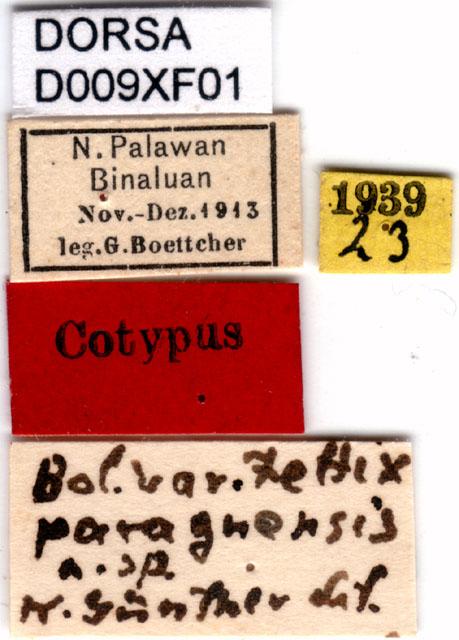 DORSA
D009XF01
N. Palawan
Binaluan
Nov.-Dez. 1913
leg. G. Boettcher
1939
23
Cotypus
Bol. var. Tettix
paraguensis
n. sp.
K. Günther det.